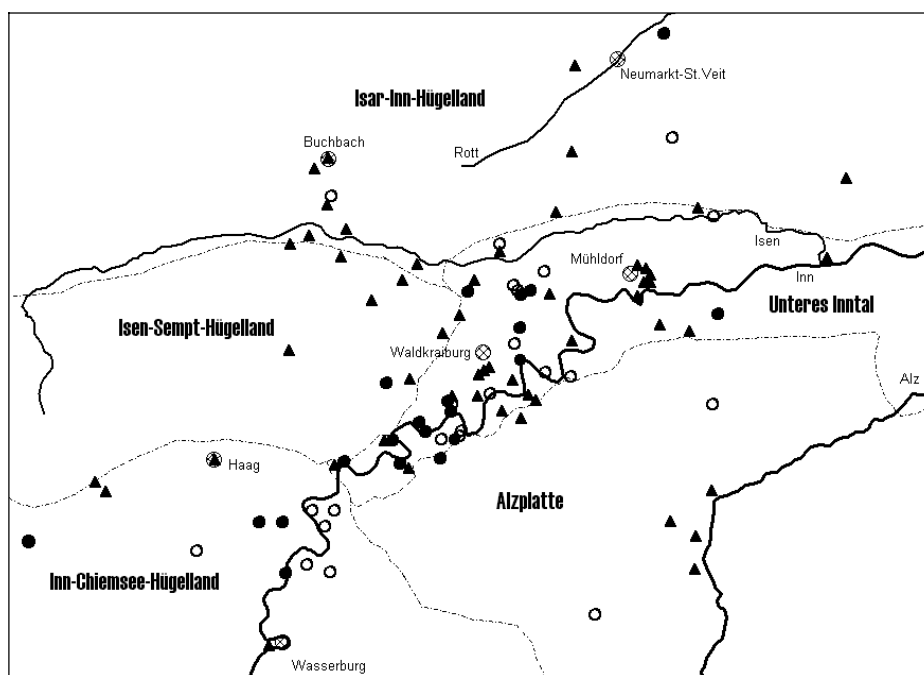 Neumarkt-St.Veit
Isar-Inn-Hügelland
Buchbach
Rott
Isen
Mühldorf
Inn
Unteres Inntal
Isen-Sempt-Hügelland
Waldkraiburg
Alz
Haag
Alzplatte
Inn-Chiemsee-Hügelland
Wasserburg